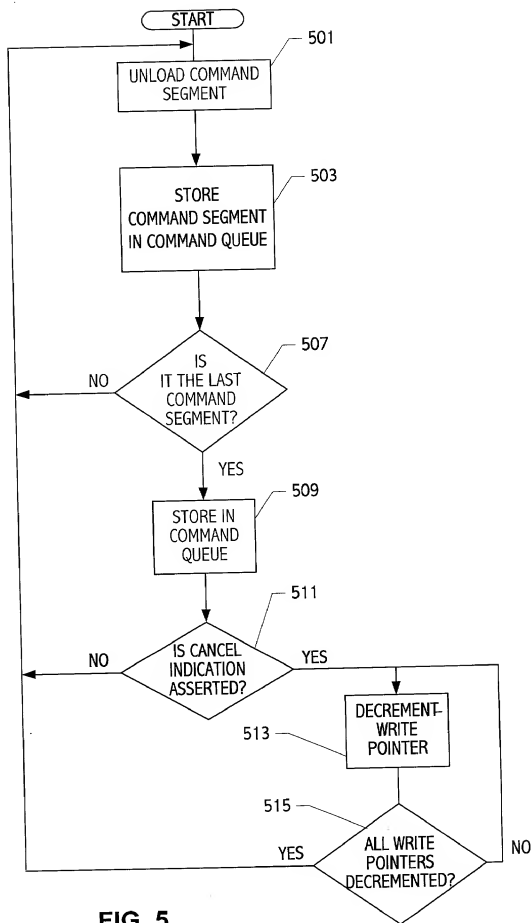 START
501
UNLOAD COMMAND
SEGMENT
503
STORE
COMMAND SEGMENT
IN COMMAND QUEUE
507
IS
IT THE LAST
COMMAND
SEGMENT?
NO
YES
509
STORE IN
COMMAND
QUEUE
511
IS CANCEL
INDICATION
ASSERTED?
NO
YES
DECREMENT
WRITE
POINTER
513
515
ALL WRITE
POINTERS
DECREMENTED?
YES
NO
FIG. 5